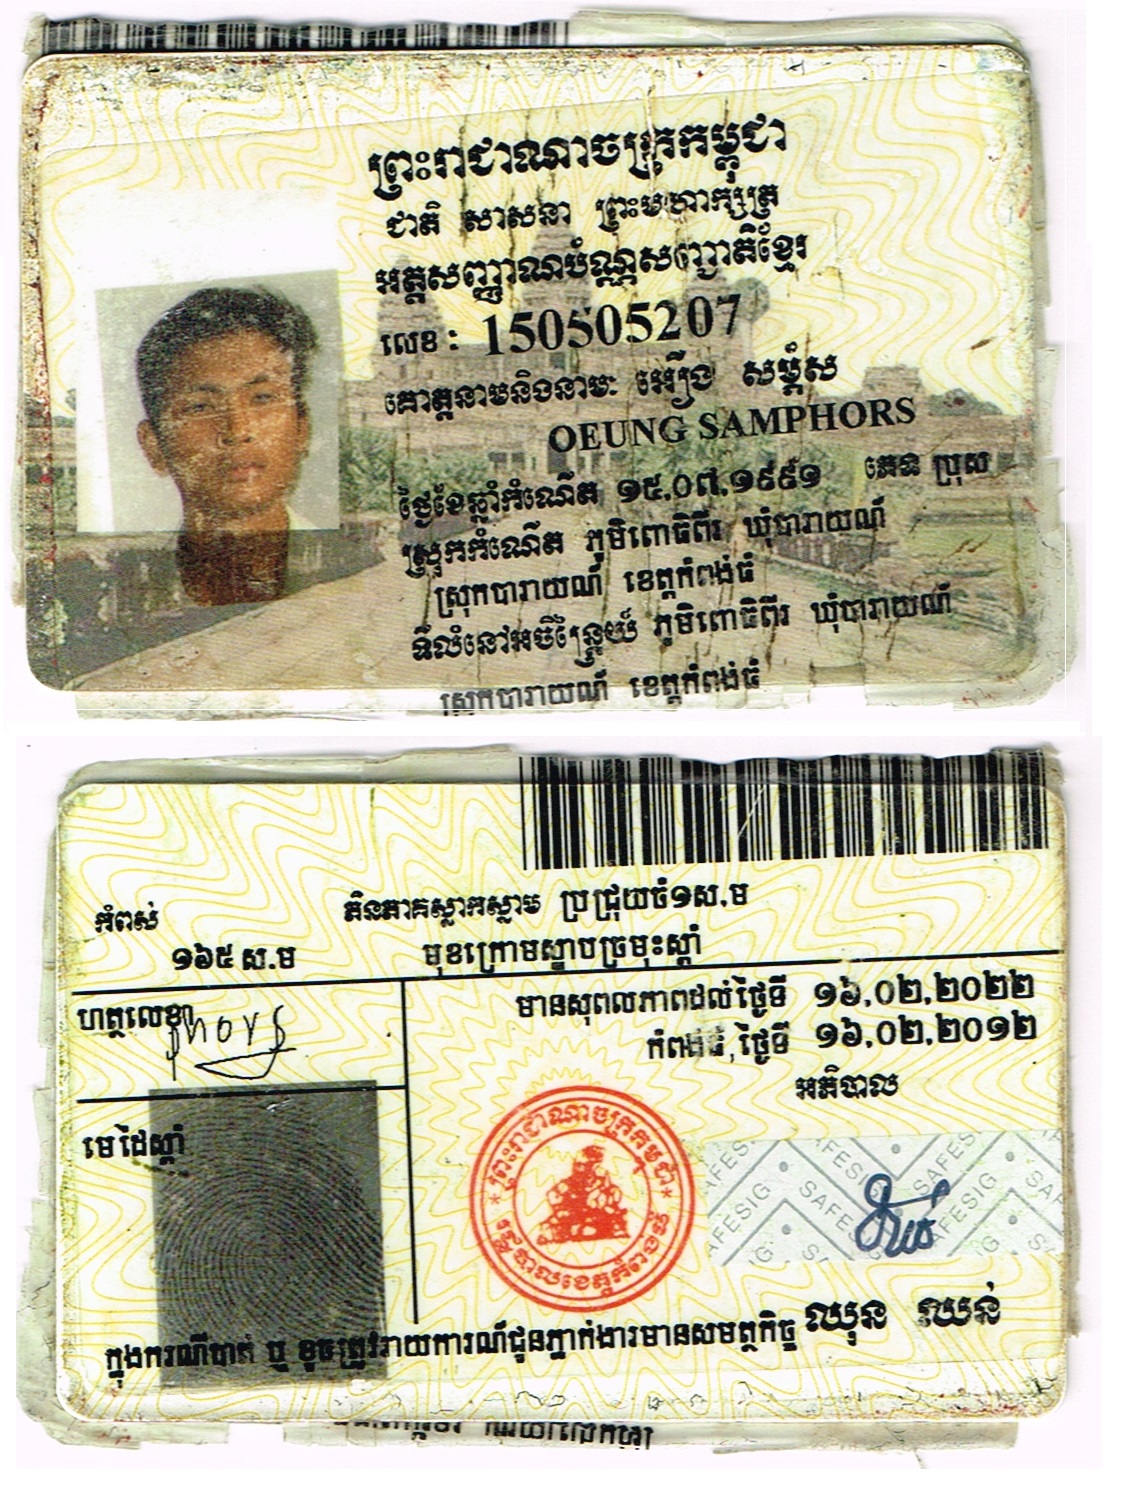 ព្រះរាជាណាចក្រកម្ពុជា
ជាតិ សាសនា ព្រះមហាក្សត្រ
អត្តសញ្ញាណប័ណ្ណសញ្ជាតិខ្មែរ
លេខ : 150505207
គោត្តនាមនិងនាមៈ អឿង សម្ភ័ស
OEUNG SAMPHORS
ថ្ងៃខែឆ្នាំកំណើត ១៥.០៧.១៩៩១ ភេទ ប្រុស
ស្រុកកំណើត ភូមិពោធិពីរ ឃុំបារាយណ៍
ស្រុកបារាយណ៍ ខេត្តកំពង់ធំ
ទីលំនៅអចិន្ត្រៃយ៍ ភូមិពោធិពីរ ឃុំបារាយណ៍
ស្រុកបារាយណ៍ ខេត្តកំពង់ធំ
កំពស់ ភិនភាគស្លាកស្នាម ប្រជ្រុយចំ១ស.ម
១៦៥ ស.ម មុខក្រោមស្លាបច្រមុះស្តាំ
ហត្ថលេខា phors
មានសុពលភាពដល់ថ្ងៃទី ១៦.០២.២០២២
កំពង់ធំ, ថ្ងៃទី ១៦.០២.២០១២
អភិបាល
មេដៃស្តាំ
ព្រះរាជាណាចក្រកម្ពុជា
SAFESIG SAFESIG
ឈុន ឈន់
ក្នុងករណីបាត់ ឬ ខូចត្រូវរាយការណ៍ជូនភ្នាក់ងារមានសមត្ថកិច្ច